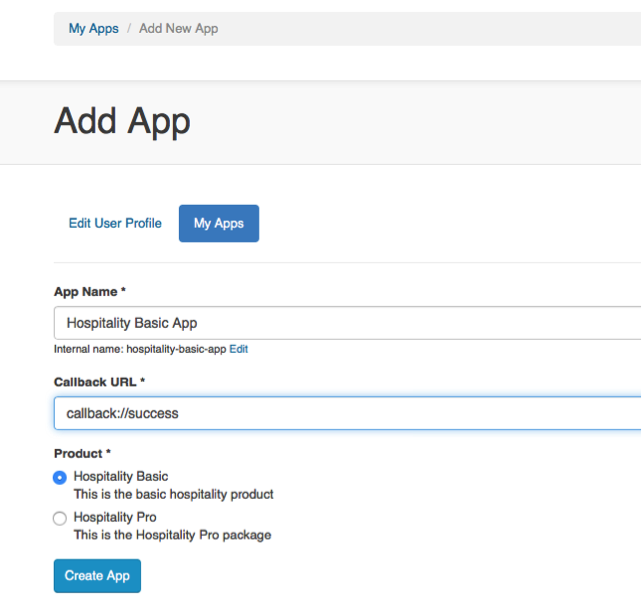 My Apps / Add New App
Add App
Edit User Profile
My Apps
App Name *
Hospitality Basic App
Internal name: hospitality-basic-app Edit
Callback URL *
callback://success
Product *
Hospitality Basic
This is the basic hospitality product
Hospitality Pro
This is the Hospitality Pro package
Create App